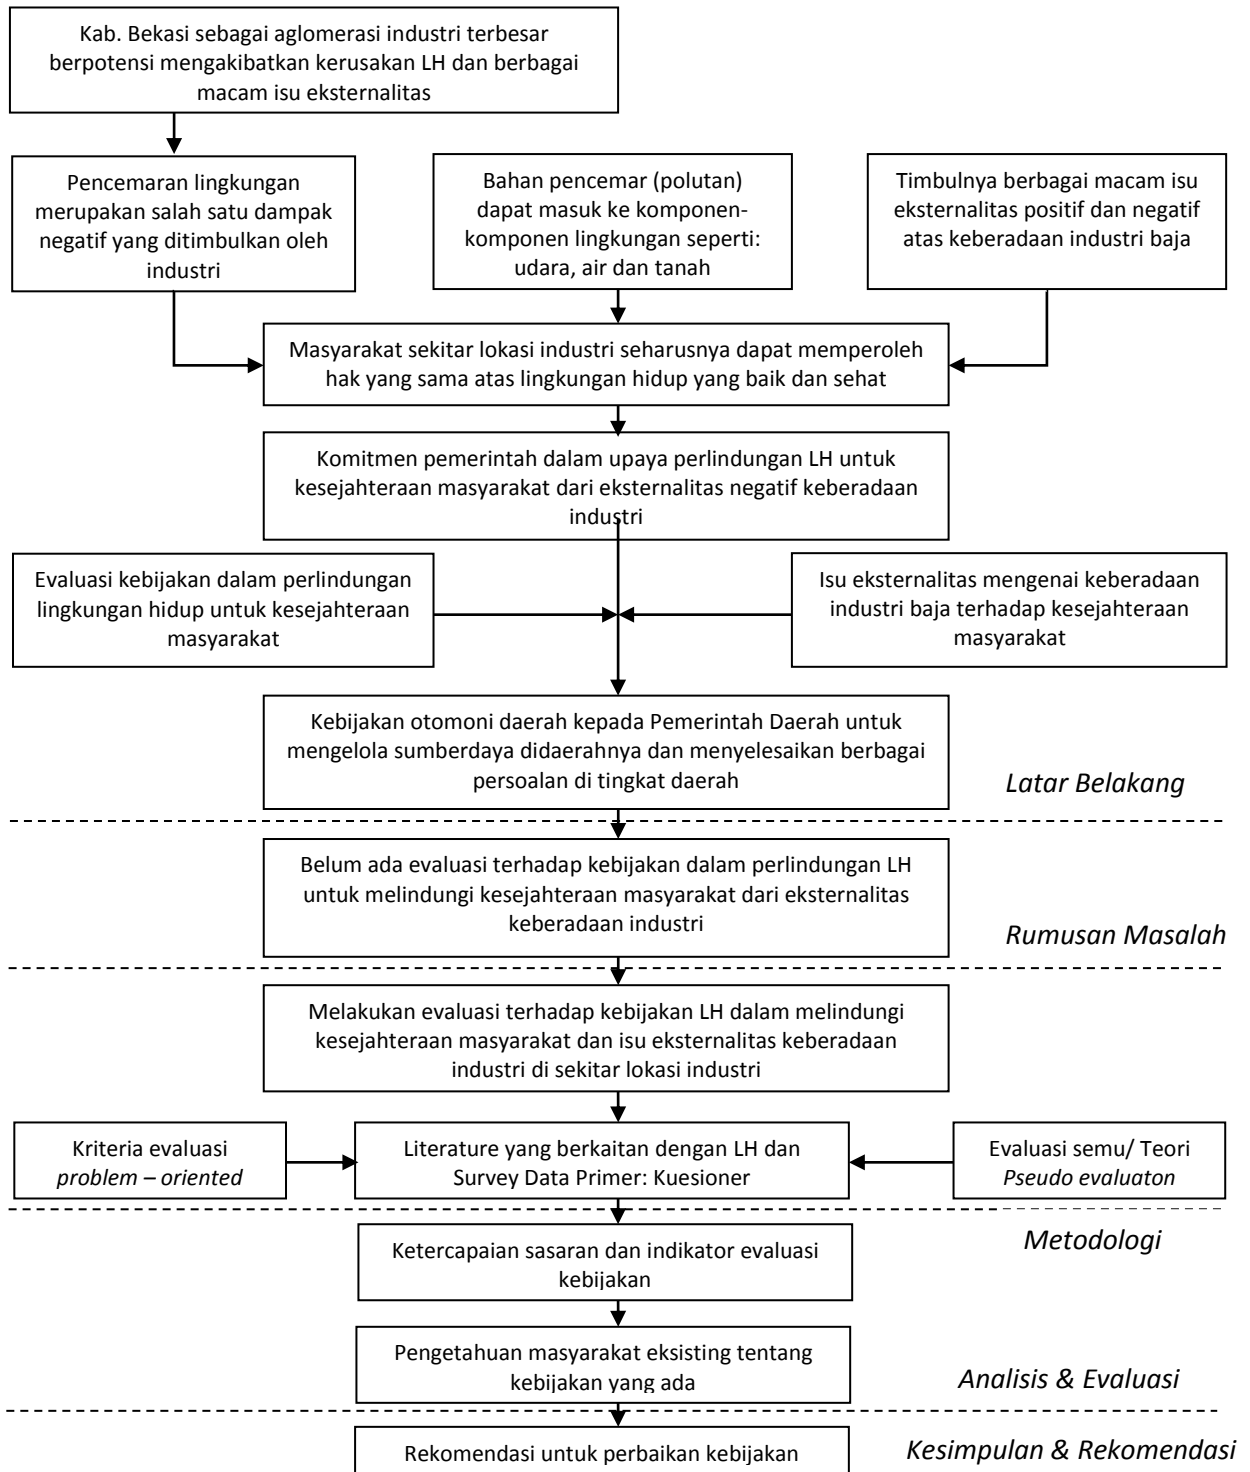 Kab. Bekasi sebagai aglomerasi industri terbesar
berpotensi mengakibatkan kerusakan LH dan berbagai
macam isu eksternalitas
Pencemaran lingkungan
merupakan salah satu dampak
negatif yang ditimbulkan oleh
industri
Bahan pencemar (polutan)
dapat masuk ke komponen-
komponen lingkungan seperti:
udara, air dan tanah
Timbulnya berbagai macam isu
eksternalitas positif dan negatif
atas keberadaan industri baja
Masyarakat sekitar lokasi industri seharusnya dapat memperoleh
hak yang sama atas lingkungan hidup yang baik dan sehat
Komitmen pemerintah dalam upaya perlindungan LH untuk
kesejahteraan masyarakat dari eksternalitas negatif keberadaan
industri
Evaluasi kebijakan dalam perlindungan
lingkungan hidup untuk kesejahteraan
masyarakat
Isu eksternalitas mengenai keberadaan
industri baja terhadap kesejahteraan
masyarakat
Kebijakan otomoni daerah kepada Pemerintah Daerah untuk
mengelola sumberdaya didaerahnya dan menyelesaikan berbagai
persoalan di tingkat daerah
Latar Belakang
Belum ada evaluasi terhadap kebijakan dalam perlindungan LH
untuk melindungi kesejahteraan masyarakat dari eksternalitas
keberadaan industri
Rumusan Masalah
Melakukan evaluasi terhadap kebijakan LH dalam melindungi
kesejahteraan masyarakat dan isu eksternalitas keberadaan
industri di sekitar lokasi industri
Kriteria evaluasi
problem – oriented
Literature yang berkaitan dengan LH dan
Survey Data Primer: Kuesioner
Evaluasi semu/ Teori
Pseudo evaluaton
Metodologi
Ketercapaian sasaran dan indikator evaluasi
kebijakan
Pengetahuan masyarakat eksisting tentang
kebijakan yang ada
Analisis & Evaluasi
Rekomendasi untuk perbaikan kebijakan
Kesimpulan & Rekomendasi